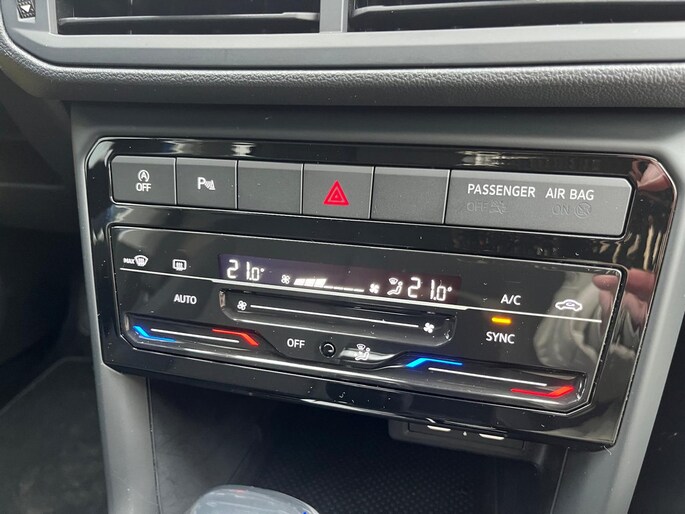 A
OFF
P
PASSENGER AIR BAG
OFF ON
MAX
21.0° 21.0°
A/C
AUTO
SYNC
OFF